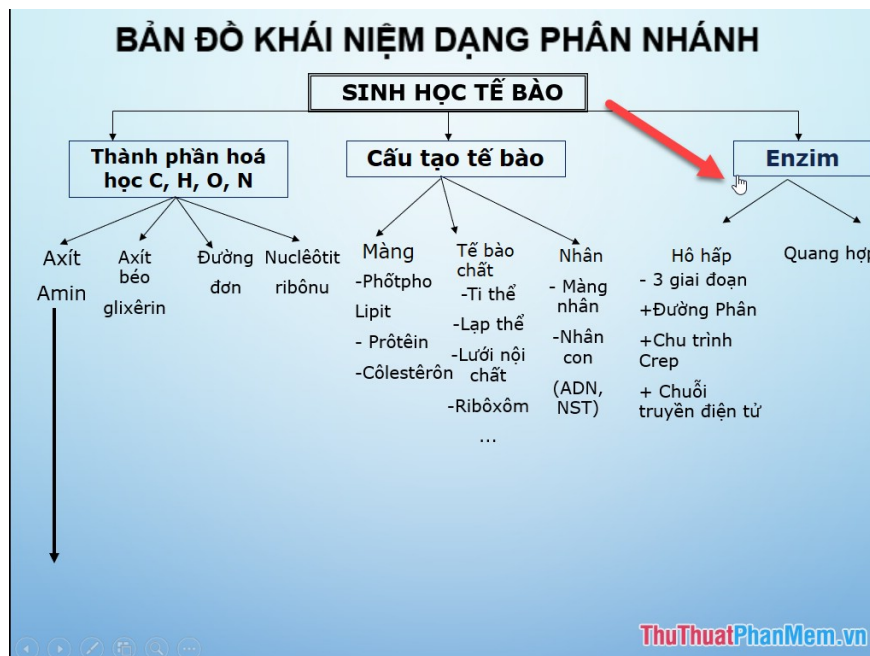 BẢN ĐỒ KHÁI NIỆM DẠNG PHÂN NHÁNH
SINH HỌC TẾ BÀO
Thành phần hoá
học C, H, O, N
Cấu tạo tế bào
Enzim
Axít
Amin
Axít
béo
glixêrin
Đường
đơn
Nuclêôtit
ribônu
Màng
-Phốtpho
Lipit
- Prôtêin
-Côlestêrôn
Tế bào
chất
-Ti thể
-Lạp thể
-Lưới nội
chất
-Ribôxôm
...
Nhân
- Màng
nhân
-Nhân
con
(ADN,
NST)
Hô hấp
- 3 giai đoạn
+Đường Phân
+Chu trình
Crep
+ Chuỗi
truyền điện tử
Quang hợp
ThuThuatPhanMem.vn